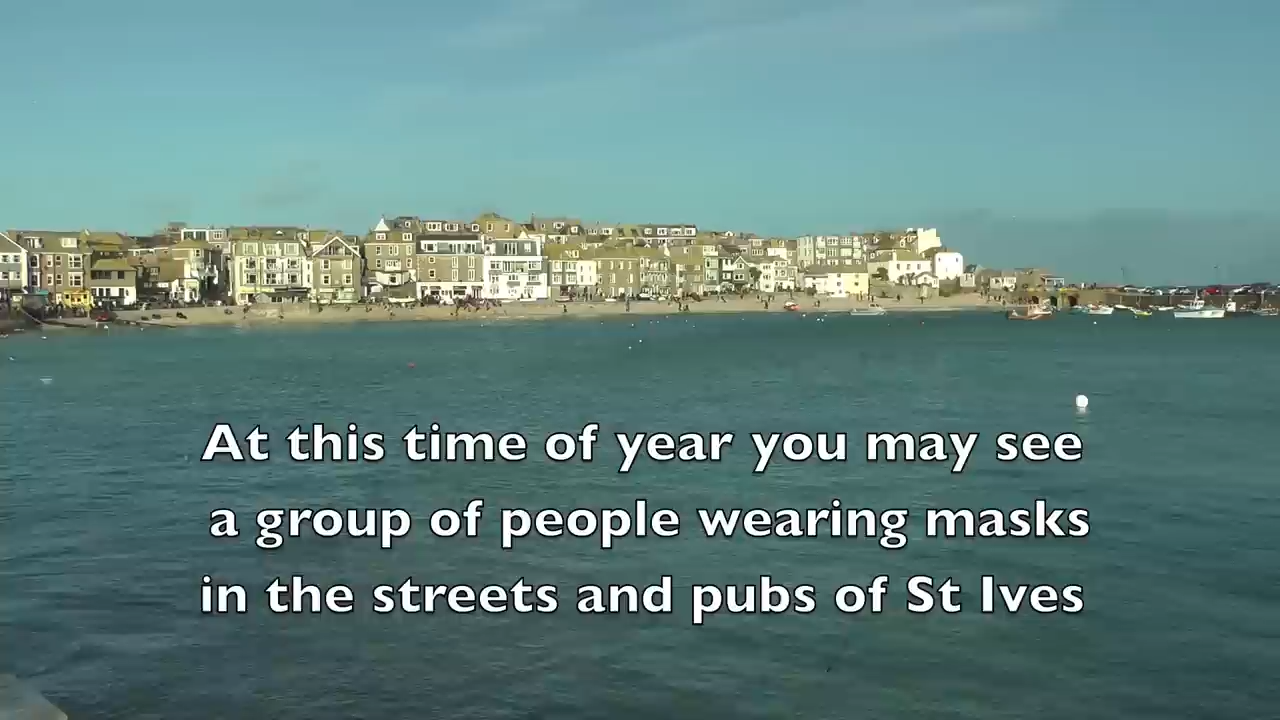 At this time of year you may see
a group of people wearing masks
in the streets and pubs of St Ives